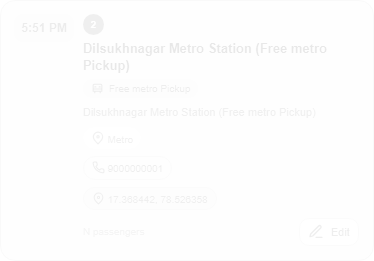 5:51 PM
2
Dilsukhnagar Metro Station (Free metro
Pickup)
Free metro Pickup
Dilsukhnagar Metro Station (Free metro Pickup)
Metro
9000000001
17.368442, 78.526358
passengers
Edit